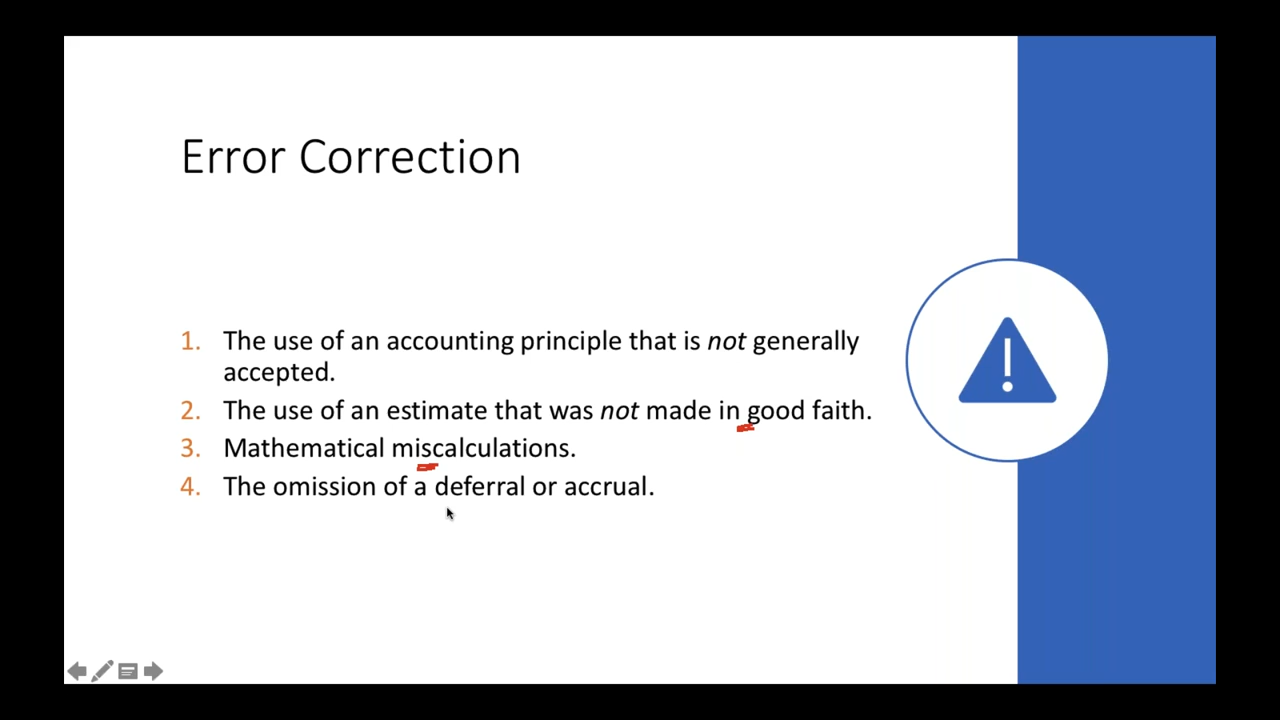 Error Correction
1. The use of an accounting principle that is not generally
accepted.
2. The use of an estimate that was not made in good faith.
3. Mathematical miscalculations.
4. The omission of a deferral or accrual.